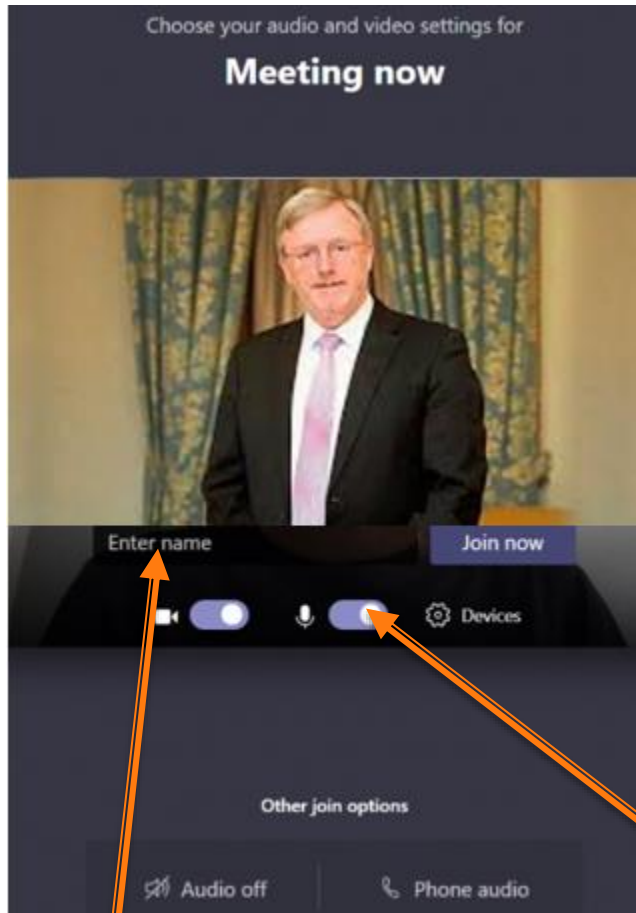 Choose your audio and video settings for
Meeting now
Enter name
Join now
Devices
Other join options
Audio off
Phone audio